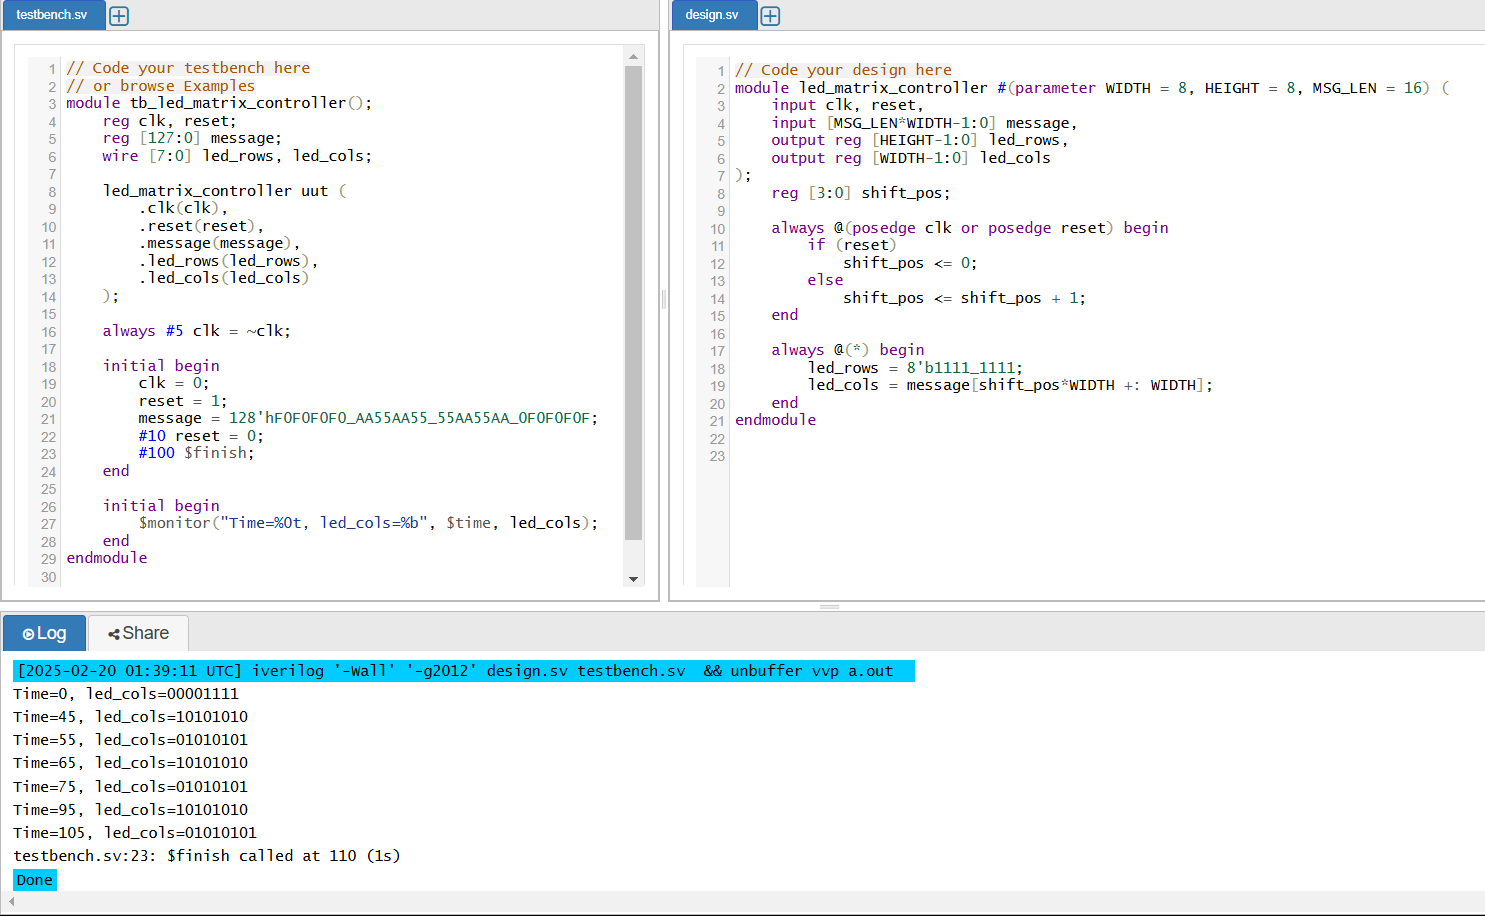 testbench.sv
1 // Code your testbench here
2 // or browse Examples
3 module tb_led_matrix_controller();
4     reg clk, reset;
5     reg [127:0] message;
6     wire [7:0] led_rows, led_cols;
7
8     led_matrix_controller uut (
9         .clk(clk),
10         .reset(reset),
11         .message(message),
12         .led_rows(led_rows),
13         .led_cols(led_cols)
14     );
15
16     always #5 clk = ~clk;
17
18     initial begin
19         clk = 0;
20         reset = 1;
21         message = 128'hF0F0F0F0_AA55AA55_55AA55AA_0F0F0F0F;
22         #10 reset = 0;
23         #100 $finish;
24     end
25
26     initial begin
27         $monitor("Time=%0t, led_cols=%b", $time, led_cols);
28     end
29 endmodule
30
design.sv
1 // Code your design here
2 module led_matrix_controller #(parameter WIDTH = 8, HEIGHT = 8, MSG_LEN = 16) (
3     input clk, reset,
4     input [MSG_LEN*WIDTH-1:0] message,
5     output reg [HEIGHT-1:0] led_rows,
6     output reg [WIDTH-1:0] led_cols
7 );
8     reg [3:0] shift_pos;
9
10     always @(posedge clk or posedge reset) begin
11         if (reset)
12             shift_pos <= 0;
13         else
14             shift_pos <= shift_pos + 1;
15     end
16
17     always @(*) begin
18         led_rows = 8'b1111_1111;
19         led_cols = message[shift_pos*WIDTH +: WIDTH];
20     end
21 endmodule
22
23
Log
Share
[2025-02-20 01:39:11 UTC] iverilog '-Wall' '-g2012' design.sv testbench.sv  && unbuffer vvp a.out
Time=0, led_cols=00001111
Time=45, led_cols=10101010
Time=55, led_cols=01010101
Time=65, led_cols=10101010
Time=75, led_cols=01010101
Time=95, led_cols=10101010
Time=105, led_cols=01010101
testbench.sv:23: $finish called at 110 (1s)
Done